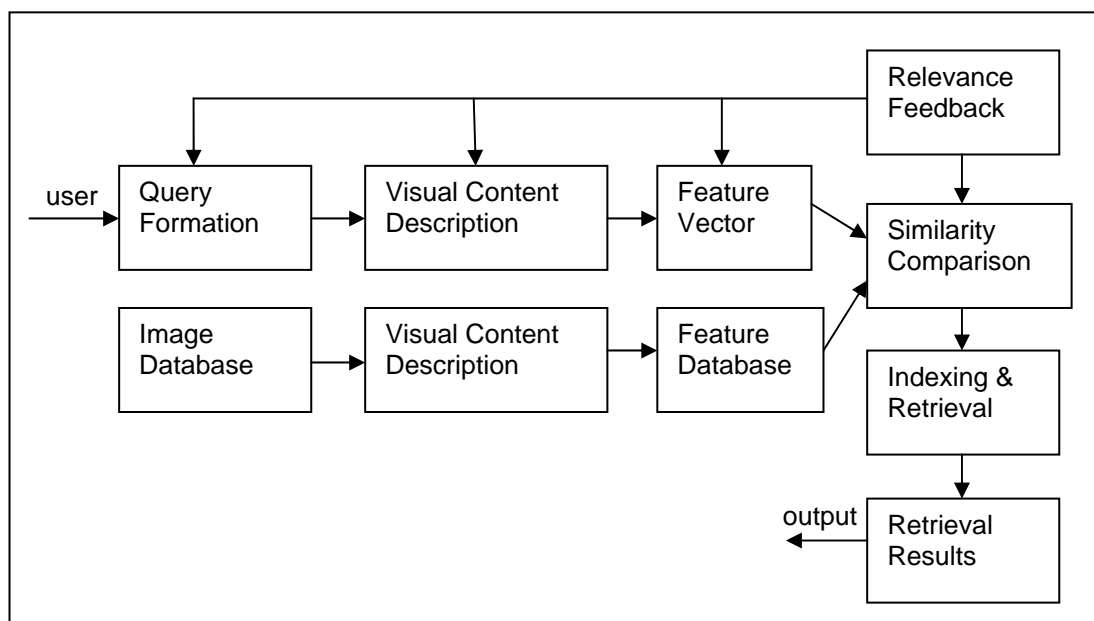 Relevance
Feedback
user
Query
Formation
Visual Content
Description
Feature
Vector
Similarity
Comparison
Image
Database
Visual Content
Description
Feature
Database
Indexing &
Retrieval
output
Retrieval
Results